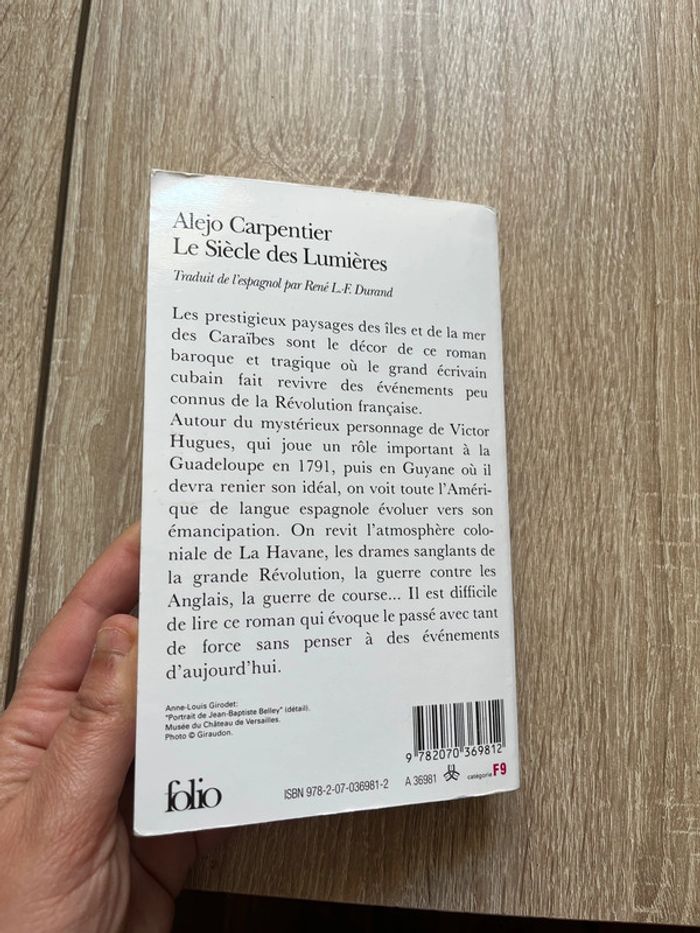 Alejo Carpentier
Le Siècle des Lumières
Traduit de l'espagnol par René L.-F. Durand
Les prestigieux paysages des îles et de la mer
des Caraïbes sont le décor de ce roman
baroque et tragique où le grand écrivain
cubain fait revivre des événements peu
connus de la Révolution française.
Autour du mystérieux personnage de Victor
Hugues, qui joue un rôle important à la
Guadeloupe en 1791, puis en Guyane où il
devra renier son idéal, on voit toute l'Améri-
que de langue espagnole évoluer vers son
émancipation. On revit l'atmosphère colo-
niale de La Havane, les drames sanglants de
la grande Révolution, la guerre contre les
Anglais, la guerre de course... Il est difficile
de lire ce roman qui évoque le passé avec tant
de force sans penser à des événements
d'aujourd'hui.
Anne-Louis Girodet:
"Portrait de Jean-Baptiste Belley" (détail).
Musée du Château de Versailles.
Photo © Giraudon.
9 782070 369812
folio
ISBN 978-2-07-036981-2 A 36981 catégorie F9